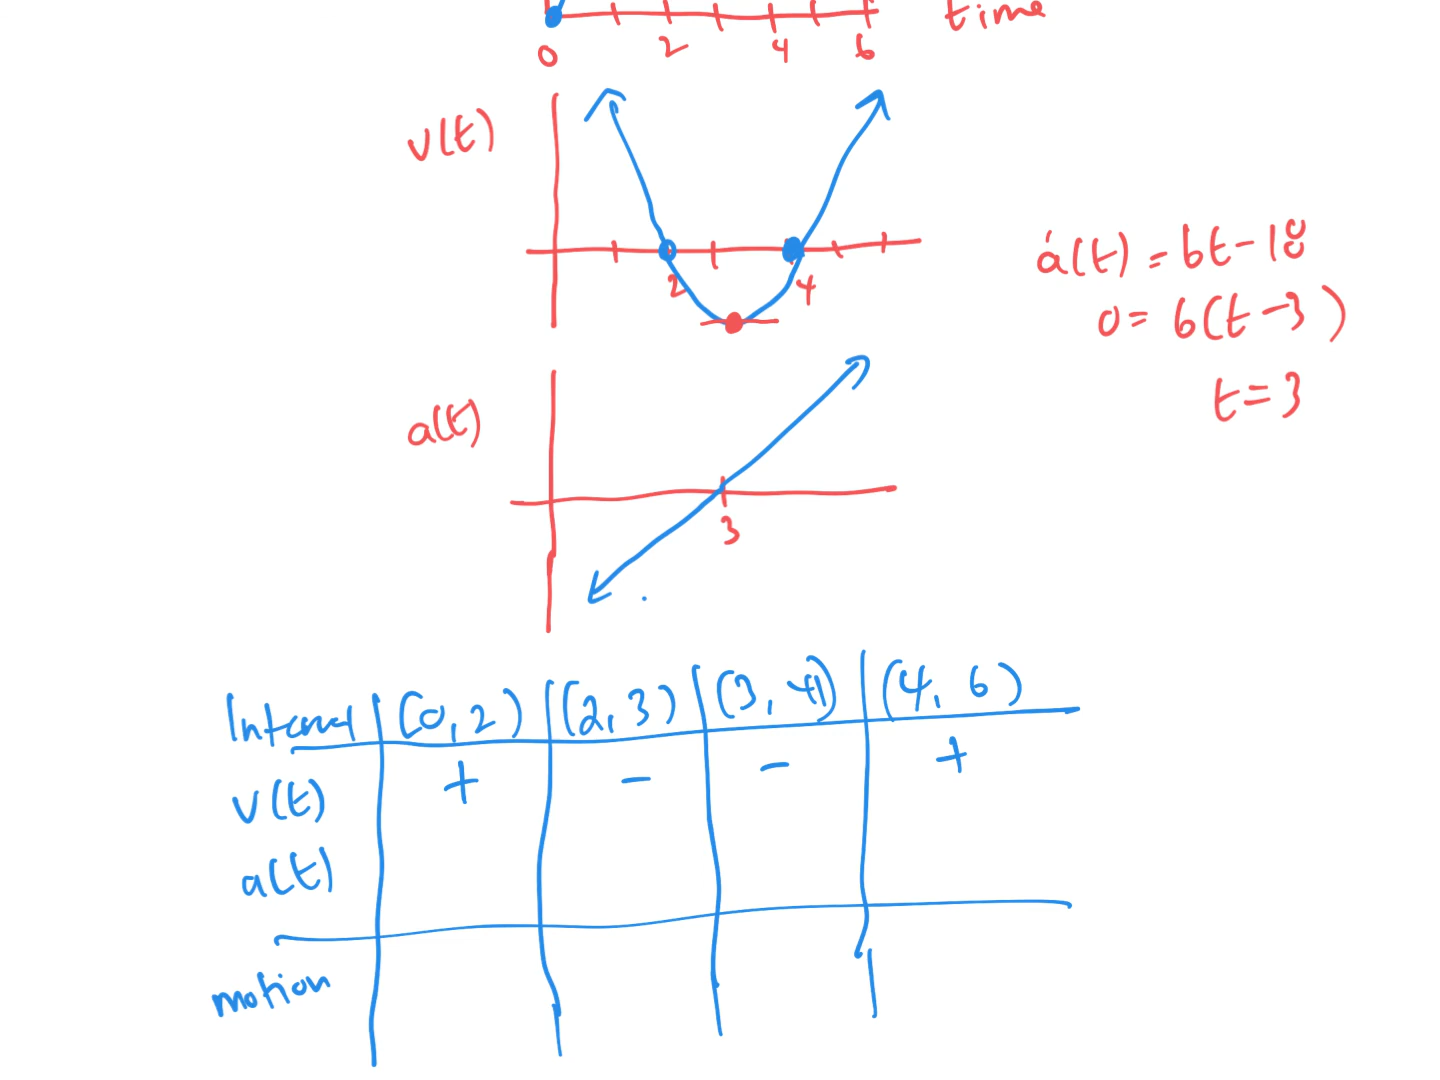 time
0 2 4 6
v(t)
2 4
a(t) = 6t - 18
0 = 6(t - 3)
t = 3
a(t)
3
Interval (0, 2) (2, 3) (3, 4) (4, 6)
v(t) + - - +
a(t)
motion